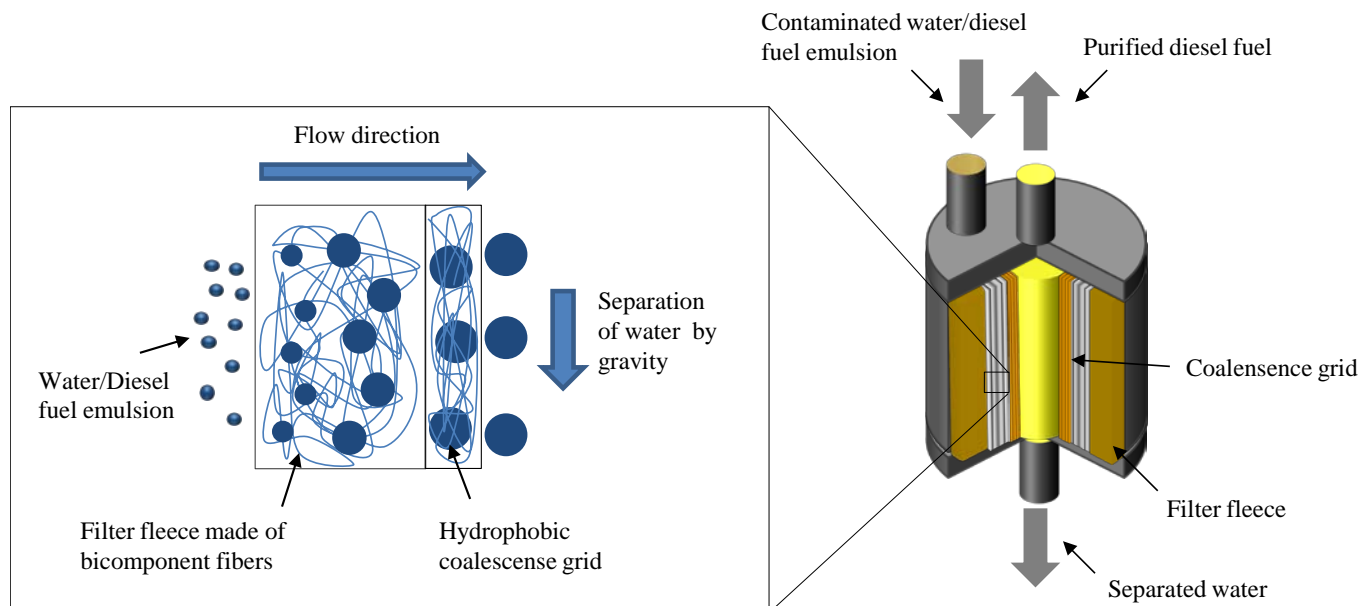 Contaminated water/diesel
fuel emulsion
Purified diesel fuel
Flow direction
Separation
of water by
gravity
Water/Diesel
fuel emulsion
Coalensence grid
Filter fleece made of
bicomponent fibers
Hydrophobic
coalescense grid
Filter fleece
Separated water